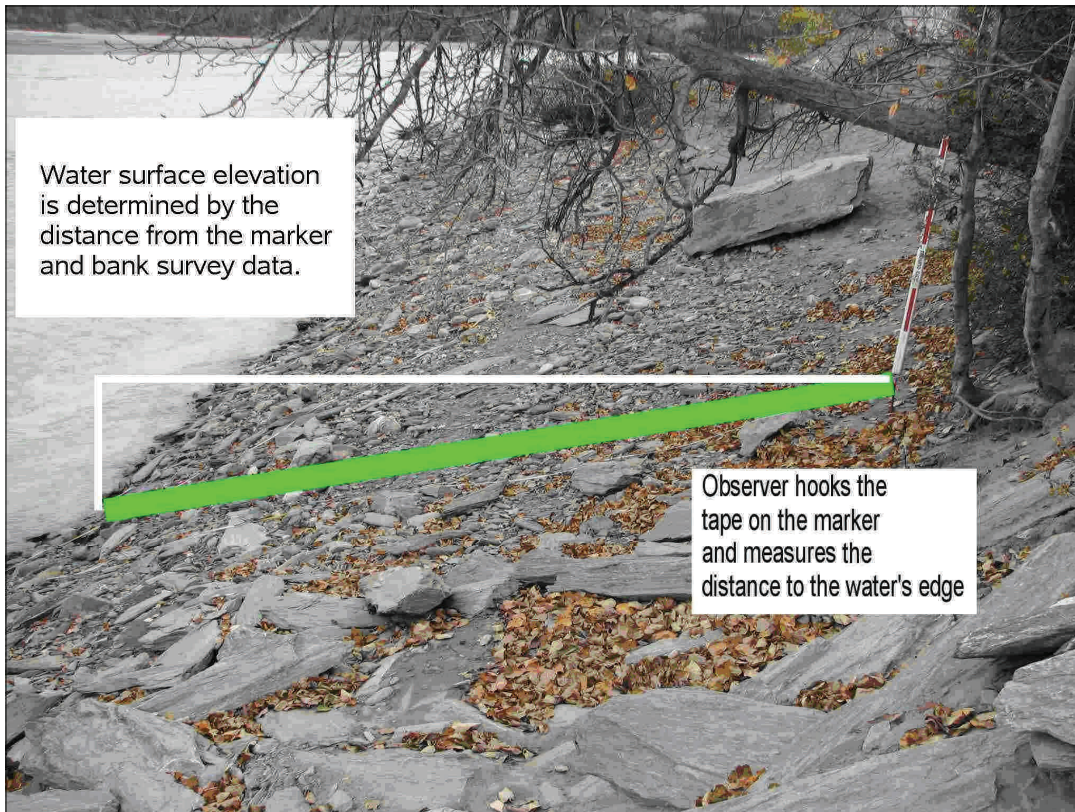 Water surface elevation
is determined by the
distance from the marker
and bank survey data.
Observer hooks the
tape on the marker
and measures the
distance to the water's edge